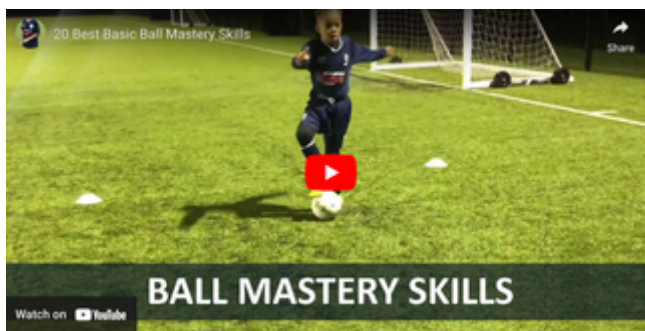 20 Best Basic Ball Mastery Skills
Share
BALL MASTERY SKILLS
Watch on YouTube